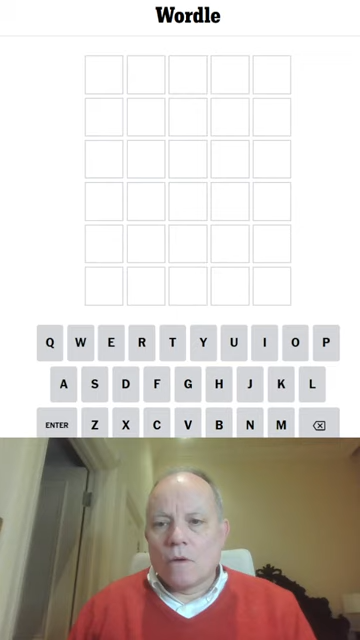 Wordle
Q W E R T Y U I O P
A S D F G H J K L
ENTER Z X C V B N M